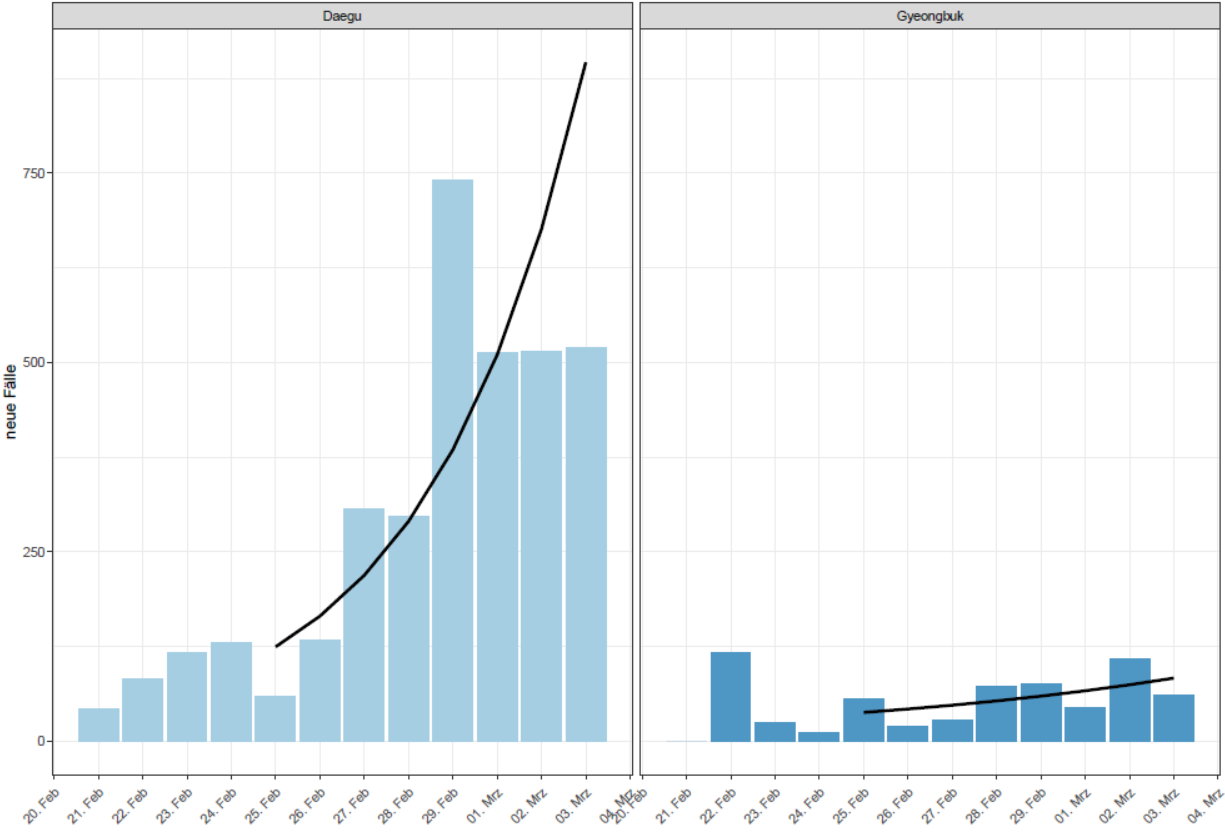 Daegu
Gyeongbuk
neue Fälle
750
500
250
0
20. Feb
21. Feb
22. Feb
23. Feb
24. Feb
25. Feb
26. Feb
27. Feb
28. Feb
29. Feb
01. Mrz
02. Mrz
03. Mrz
04. Mrz
20. Feb
21. Feb
22. Feb
23. Feb
24. Feb
25. Feb
26. Feb
27. Feb
28. Feb
29. Feb
01. Mrz
02. Mrz
03. Mrz
04. Mrz